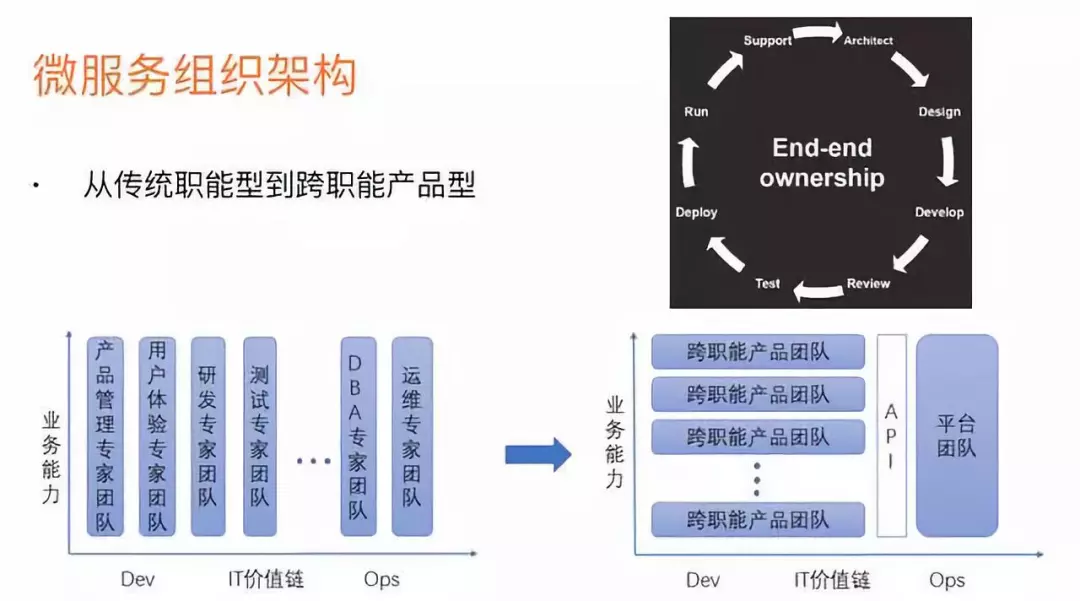 微服务组织架构
· 从传统职能型到跨职能产品型
Support
Architect
Run
Design
End-end
ownership
Deploy
Develop
Test
Review
业务能力
产品管理专家团队
用户体验专家团队
研发专家团队
测试专家团队
...
DBA专家团队
运维专家团队
Dev
IT价值链
Ops
业务能力
跨职能产品团队
跨职能产品团队
跨职能产品团队
跨职能产品团队
API
平台
团队
Dev
IT价值链
Ops